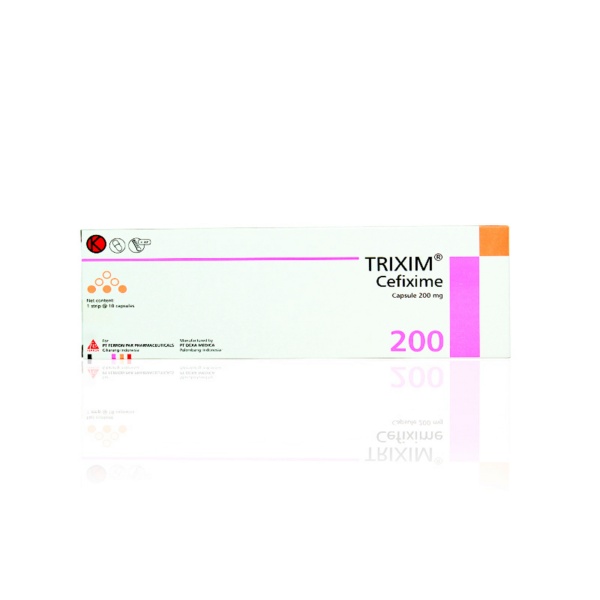 K
TRIXIM®
Cefixime
Capsule 200 mg
Net content
1 strip @ 10 capsules
200
For
PT FERRON PAR PHARMACEUTICALS
Cikarang-Indonesia
Manufactured by
PT DEXA MEDICA
Palembang-Indonesia